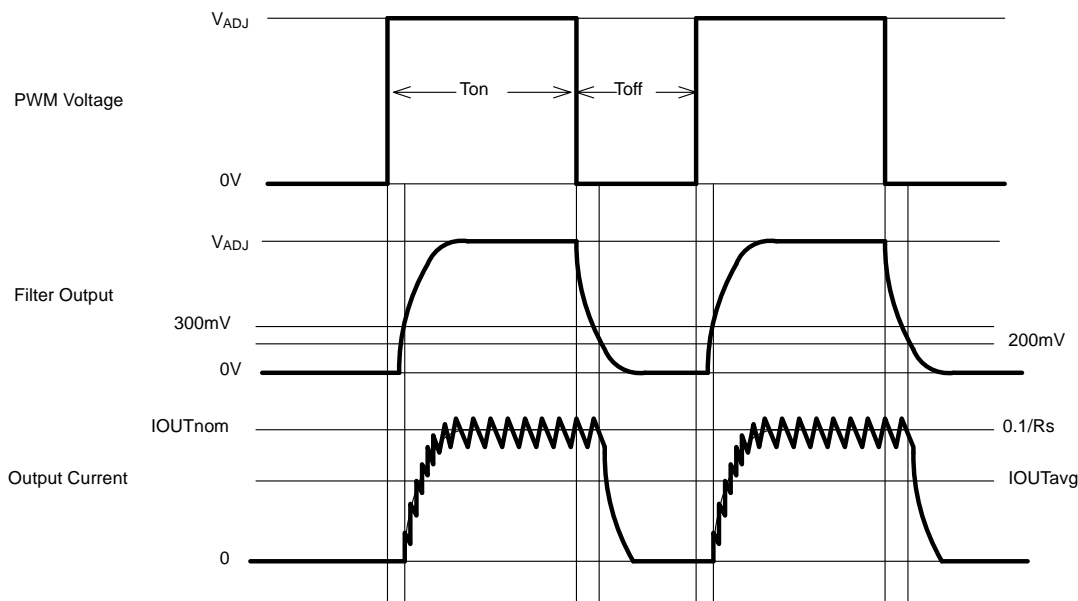 VADJ
Ton
Toff
PWM Voltage
0V
VADJ
Filter Output
300mV
200mV
0V
IOUTnom
0.1/Rs
Output Current
IOUTavg
0